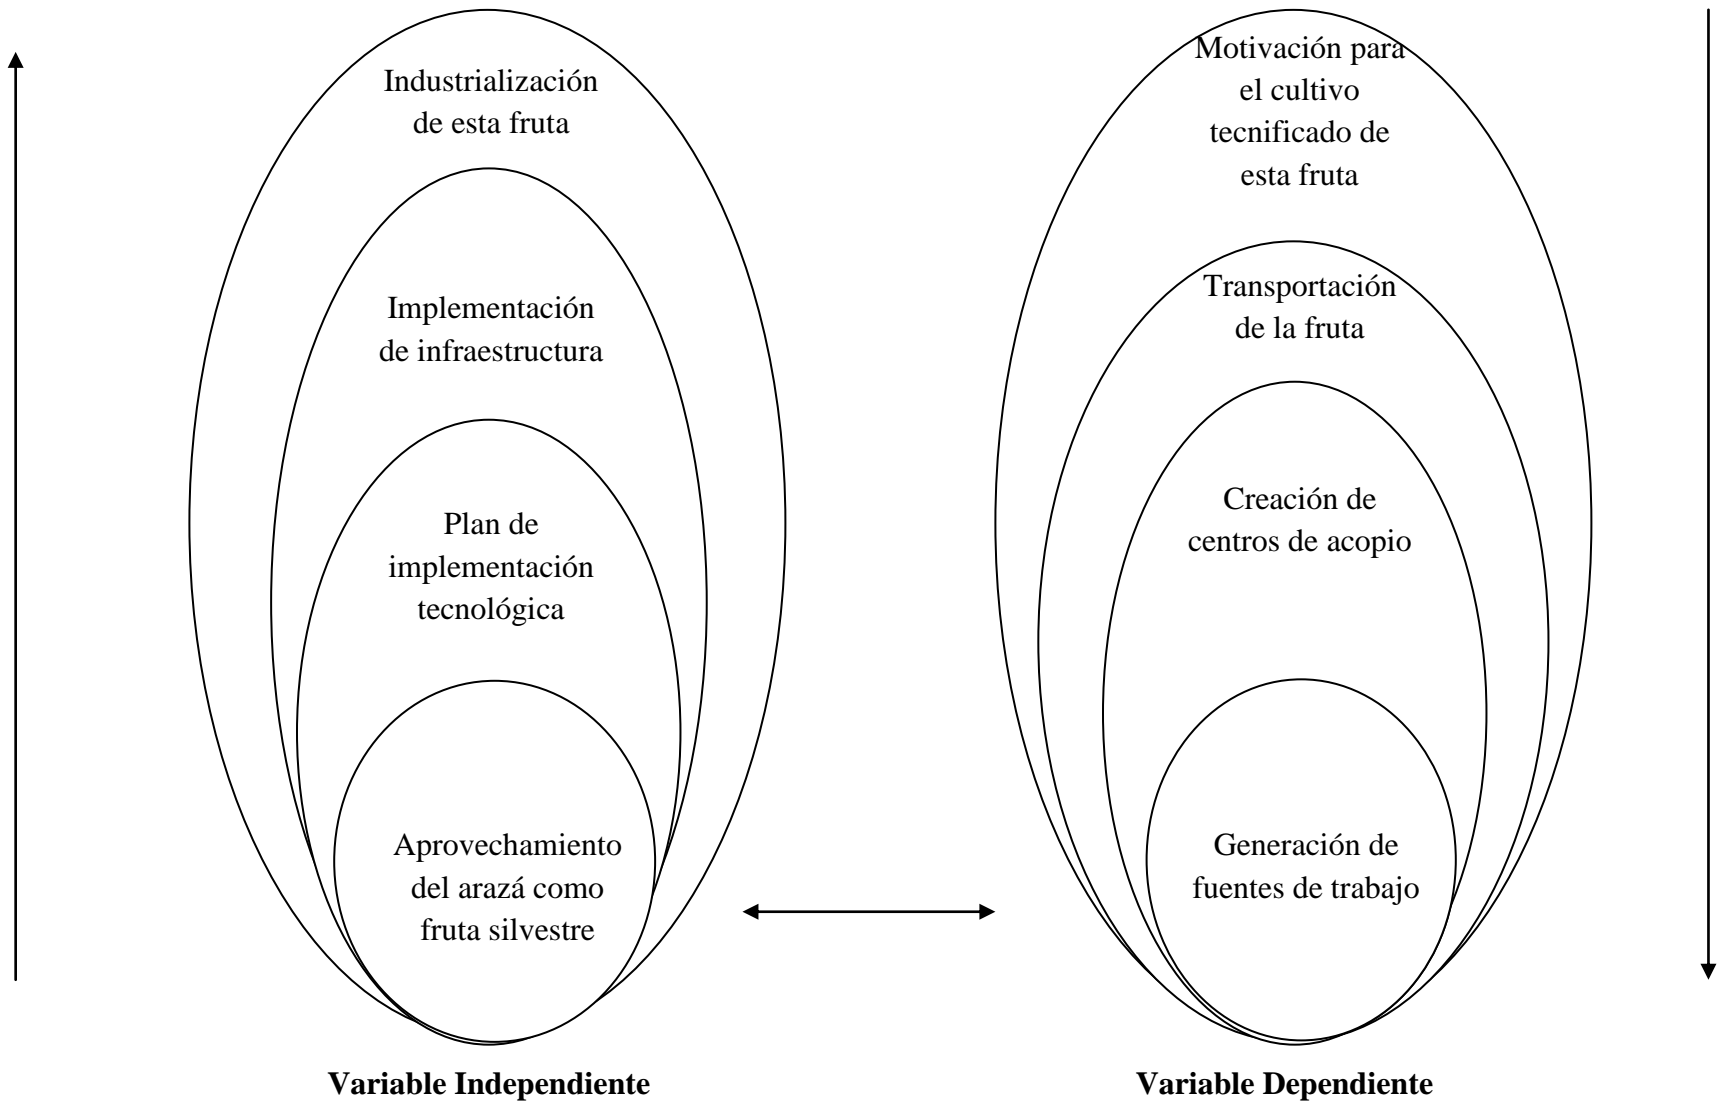 Industrialización
de esta fruta
Implementación
de infraestructura
Plan de
implementación
tecnológica
Aprovechamiento
del arazá como
fruta silvestre
Variable Independiente
Motivación para
el cultivo
tecnificado de
esta fruta
Transportación
de la fruta
Creación de
centros de acopio
Generación de
fuentes de trabajo
Variable Dependiente